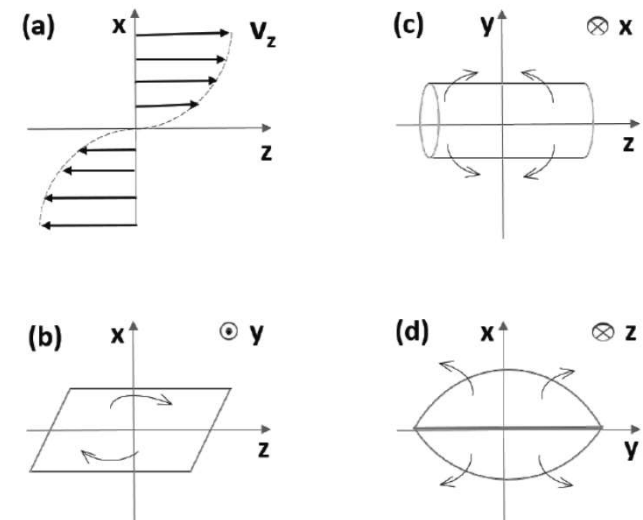 (a) x v_z
z
(c) y ⊗ x
z
(b) x ⊙ y
z
(d) x ⊗ z
y